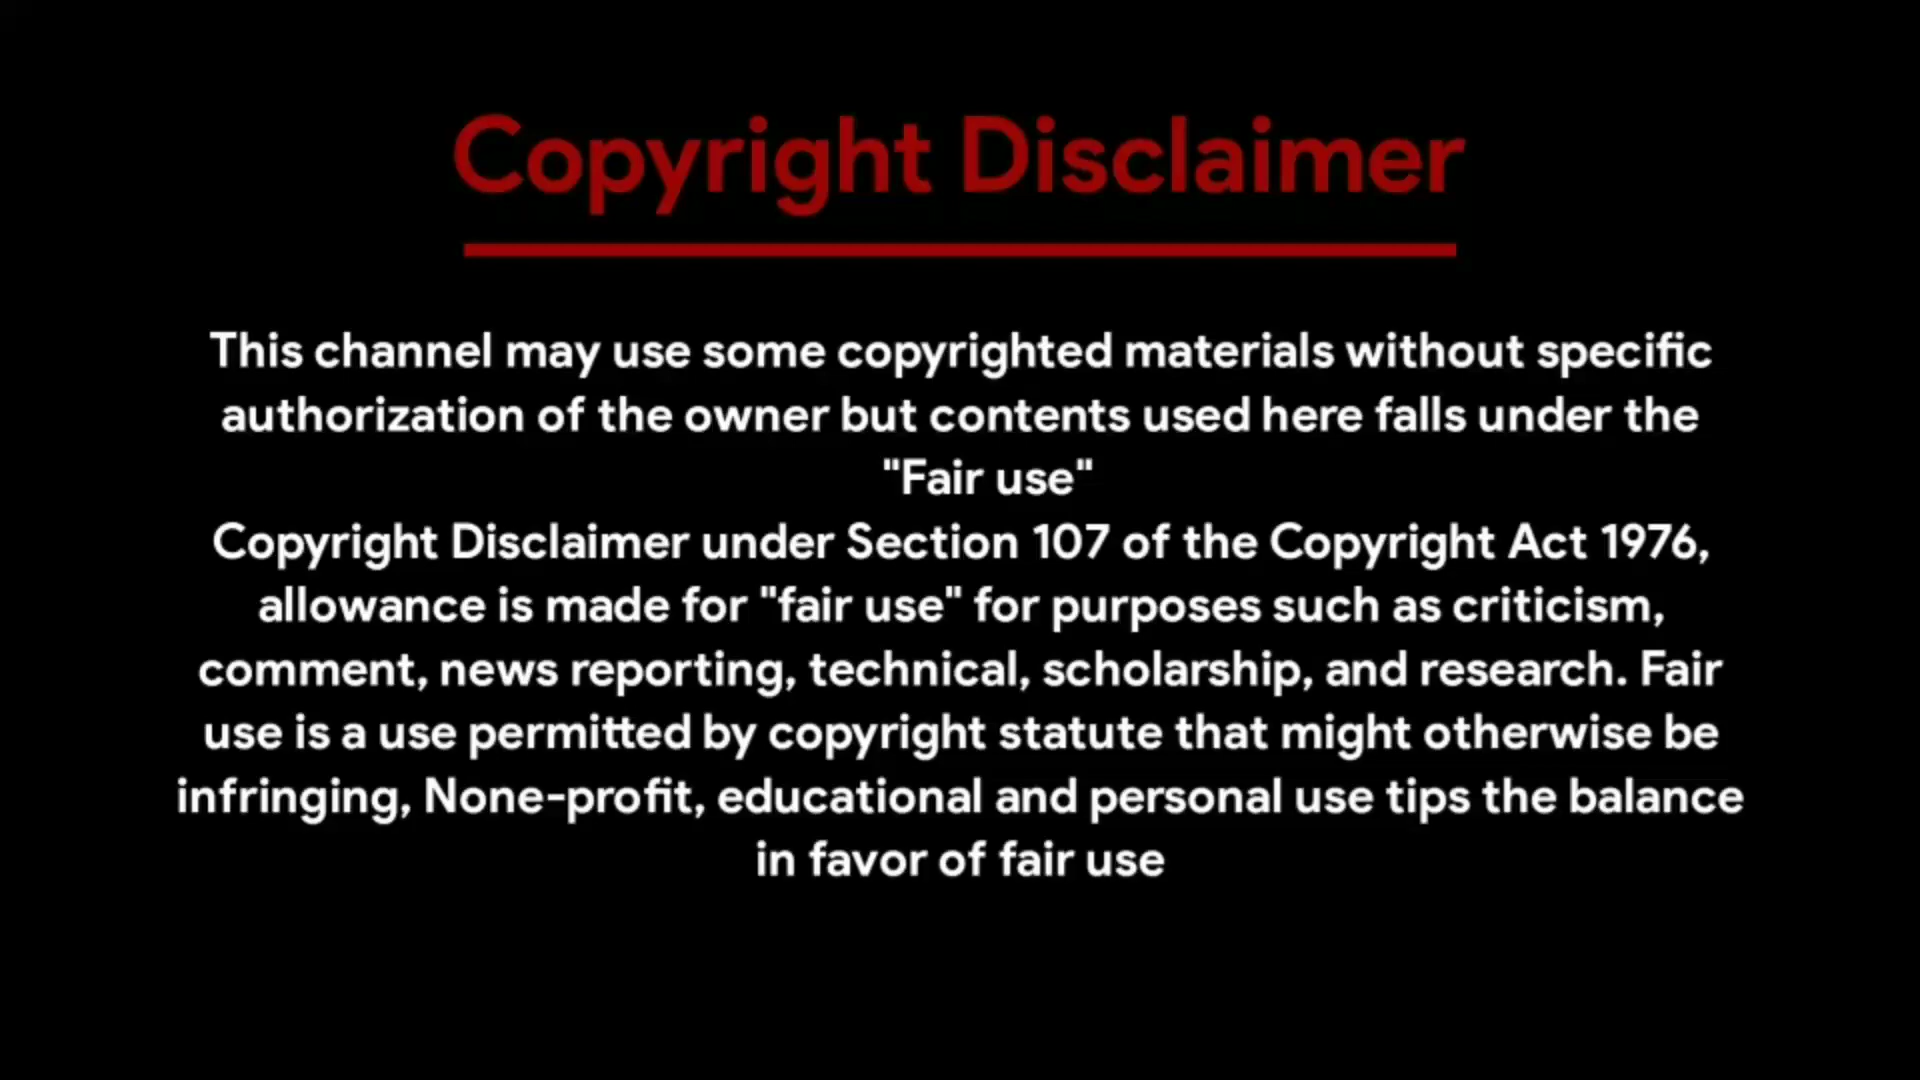 Copyright Disclaimer
This channel may use some copyrighted materials without specific
authorization of the owner but contents used here falls under the
"Fair use"
Copyright Disclaimer under Section 107 of the Copyright Act 1976,
allowance is made for "fair use" for purposes such as criticism,
comment, news reporting, technical, scholarship, and research. Fair
use is a use permitted by copyright statute that might otherwise be
infringing, None-profit, educational and personal use tips the balance
in favor of fair use